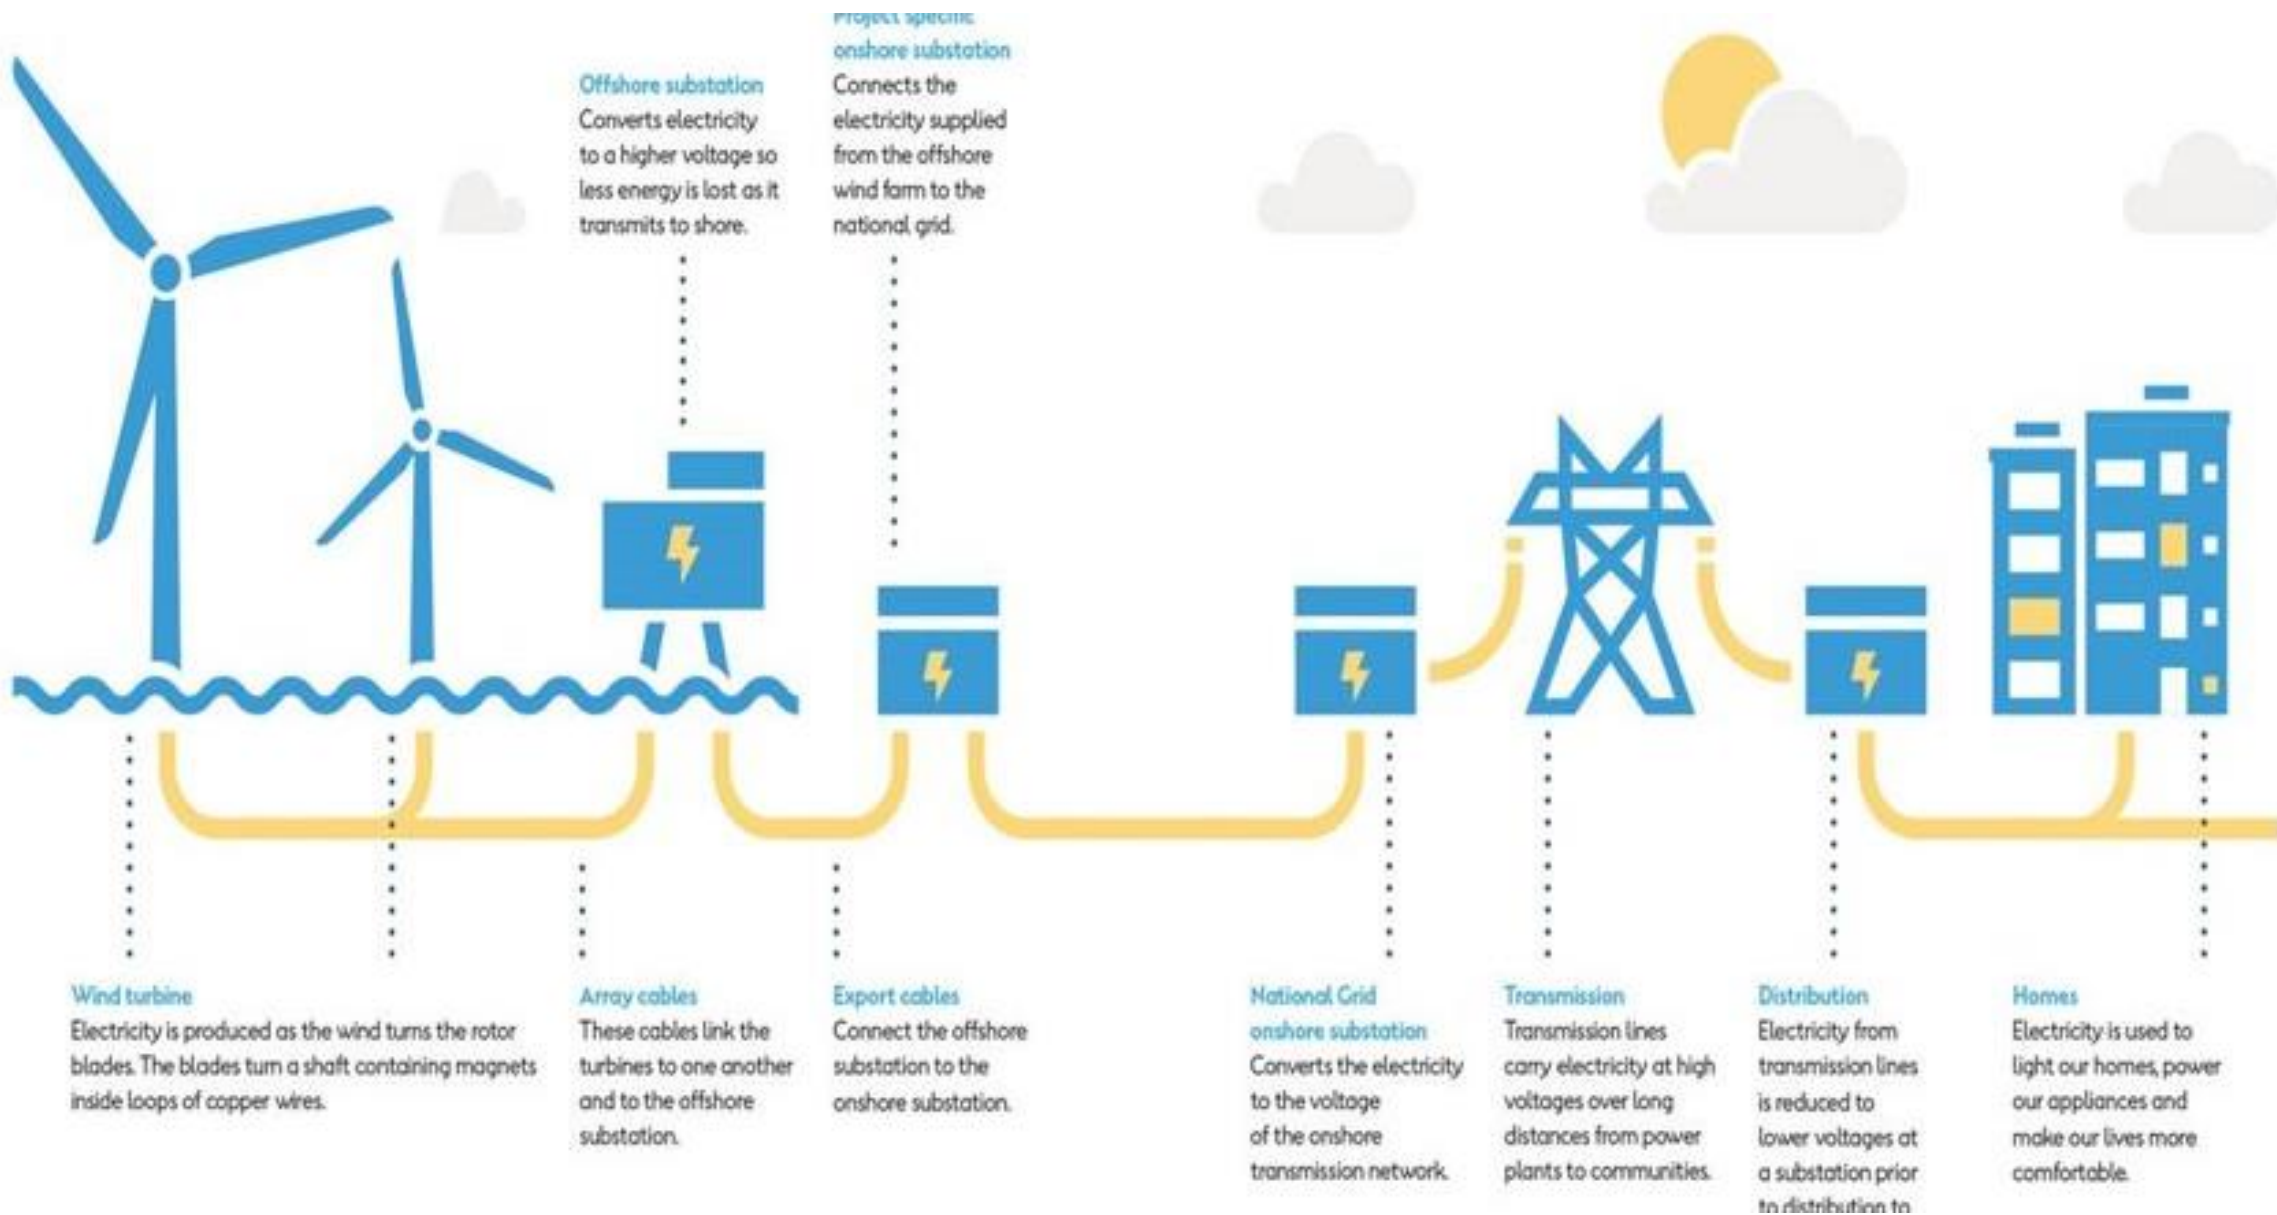 Project specific
onshore substation
Connects the
electricity supplied
from the offshore
wind farm to the
national grid.
Offshore substation
Converts electricity
to a higher voltage so
less energy is lost as it
transmits to shore.
Wind turbine
Electricity is produced as the wind turns the rotor
blades. The blades turn a shaft containing magnets
inside loops of copper wires.
Array cables
These cables link the
turbines to one another
and to the offshore
substation.
Export cables
Connect the offshore
substation to the
onshore substation.
National Grid
onshore substation
Converts the electricity
to the voltage
of the onshore
transmission network.
Transmission
Transmission lines
carry electricity at high
voltages over long
distances from power
plants to communities.
Distribution
Electricity from
transmission lines
is reduced to
lower voltages at
a substation prior
to distribution to
Homes
Electricity is used to
light our homes, power
our appliances and
make our lives more
comfortable.